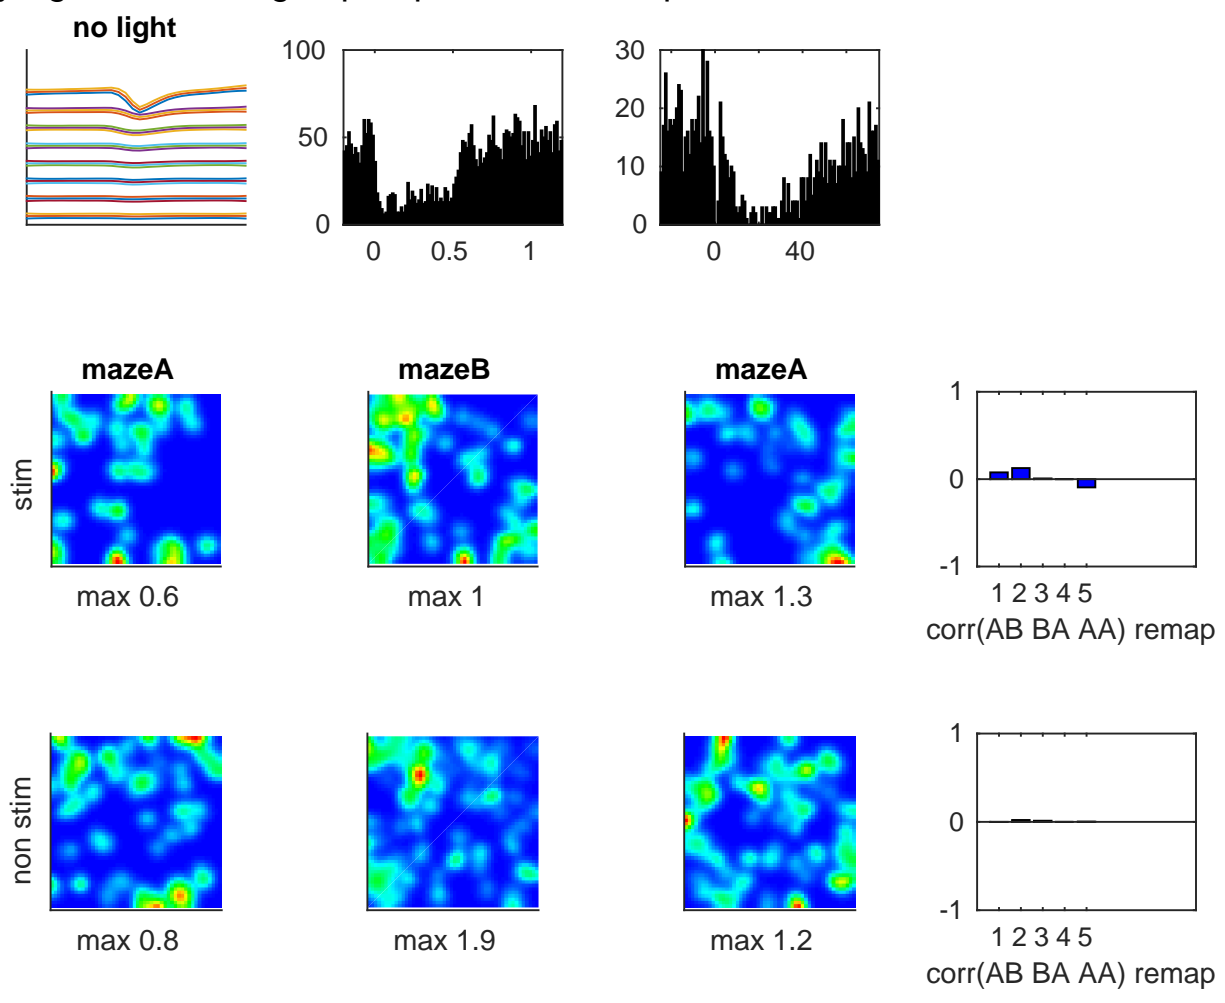 no light
100
50
0
0 0.5 1
30
20
10
0
0 40
mazeA mazeB mazeA
stim
max 0.6 max 1 max 1.3
1
0
-1
1 2 3 4 5
corr(AB BA AA) remap
non stim
max 0.8 max 1.9 max 1.2
1
0
-1
1 2 3 4 5
corr(AB BA AA) remap